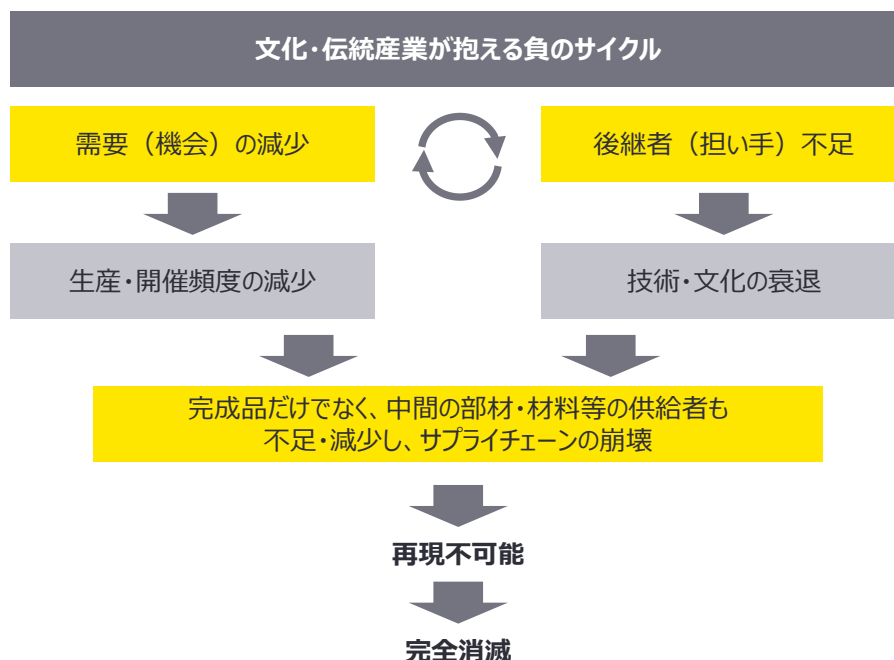 文化・伝統産業が抱える負のサイクル
需要（機会）の減少
後継者（担い手）不足
生産・開催頻度の減少
技術・文化の衰退
完成品だけでなく、中間の部材・材料等の供給者も
不足・減少し、サプライチェーンの崩壊
再現不可能
完全消滅